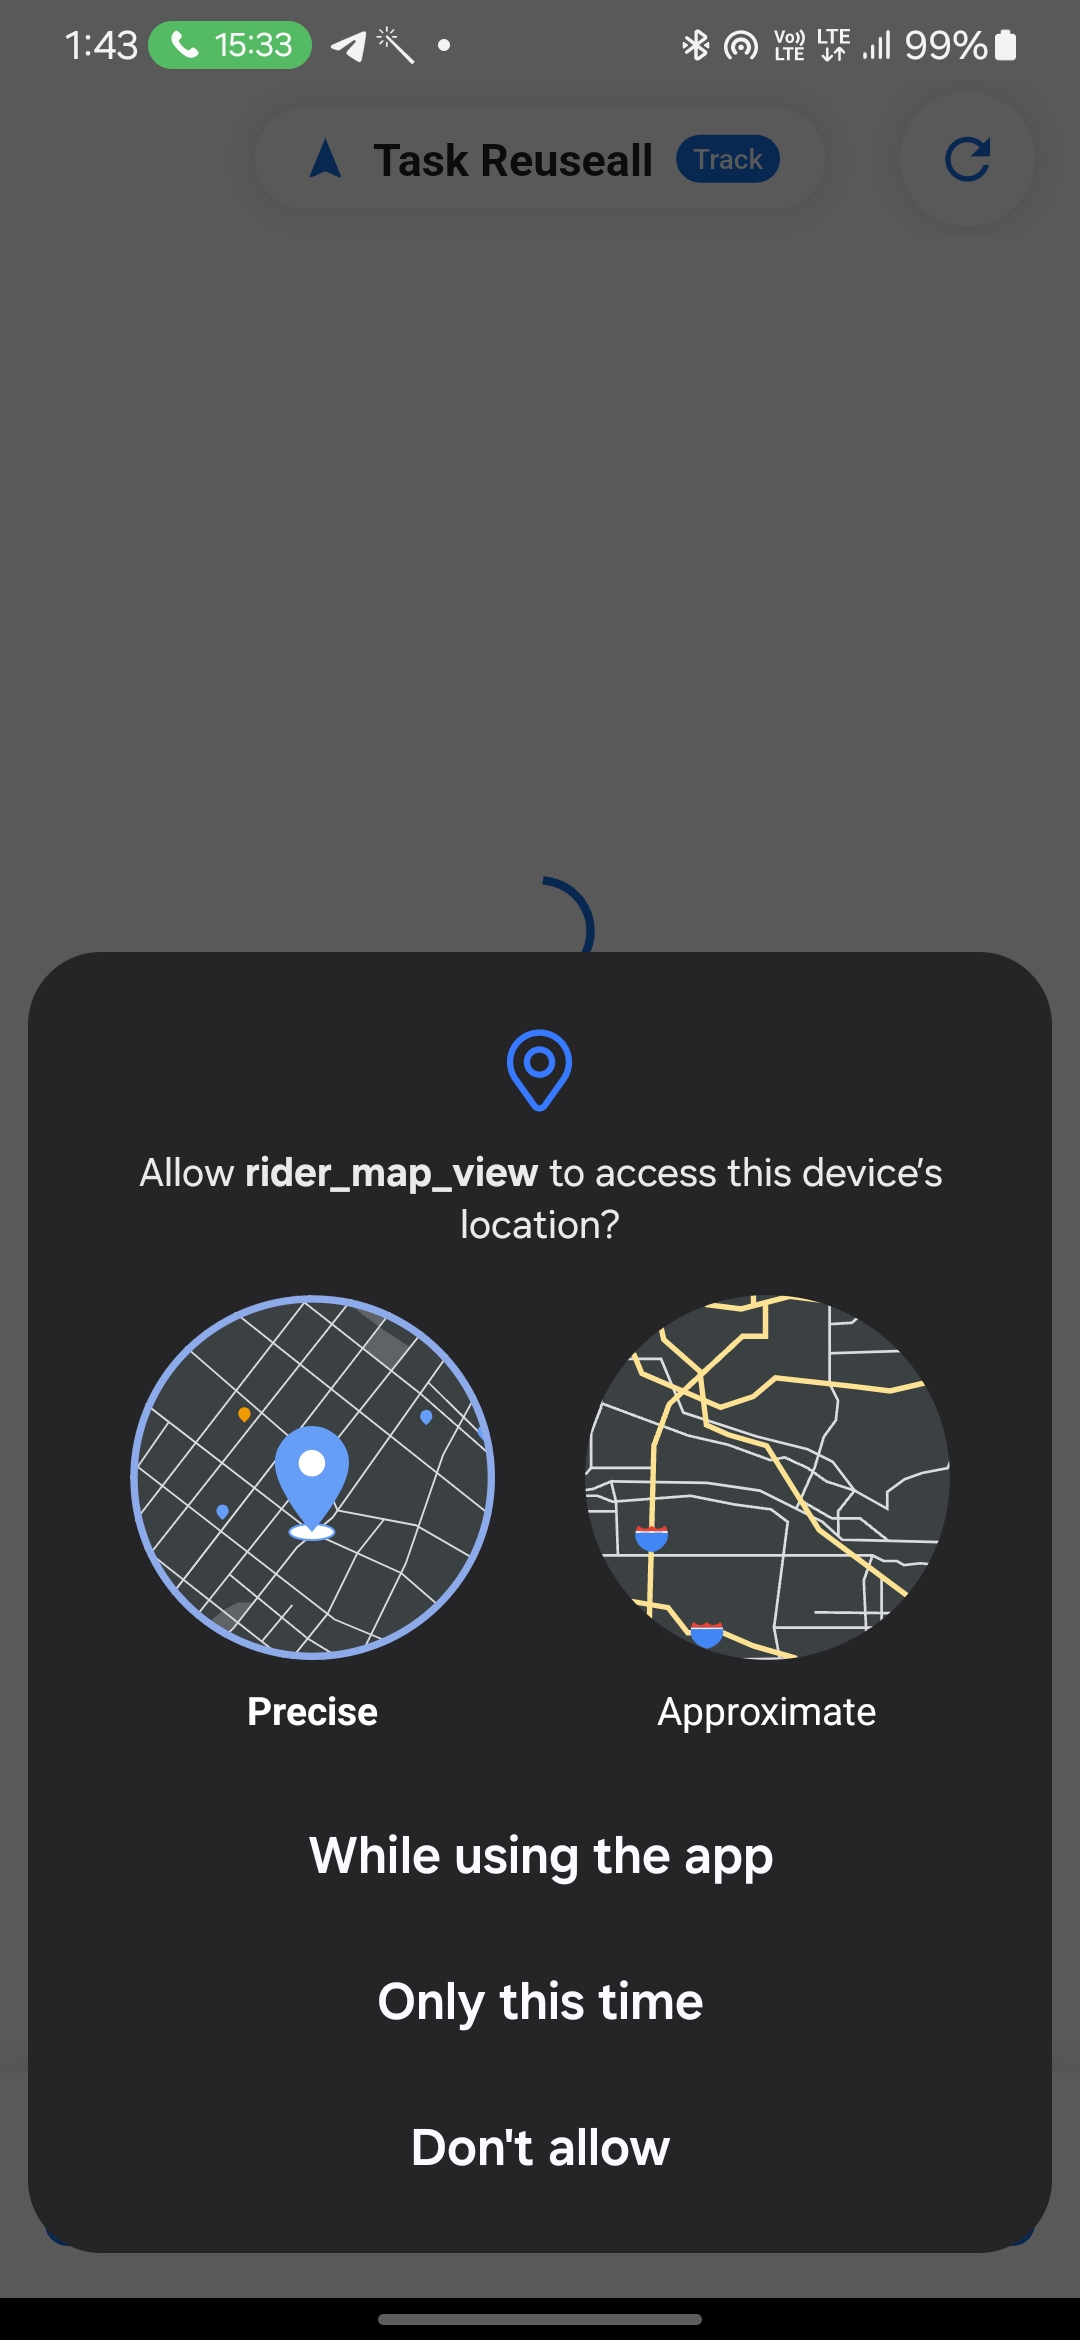 1:43 15:33 Vo)) LTE LTE 99%
Task Reuseall Track
Allow rider_map_view to access this device's
location?
Precise Approximate
While using the app
Only this time
Don't allow